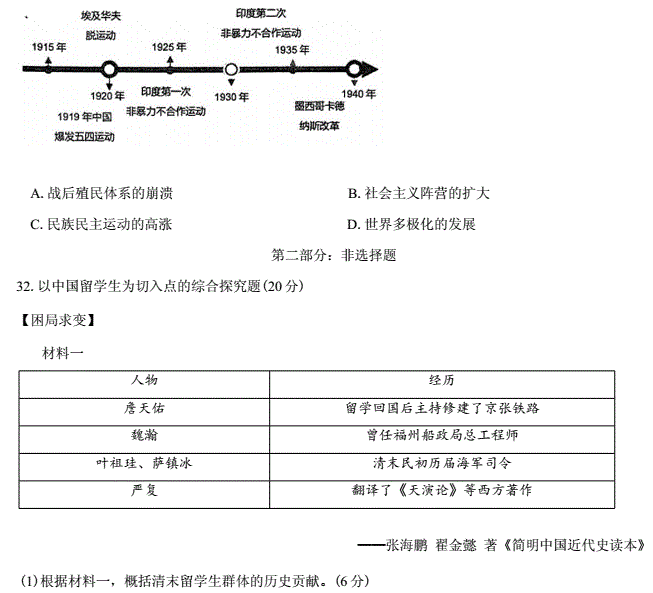 埃及华夫
脱运动
印度第二次
非暴力不合作运动
1915年
1925年
1935年
1920年
1930年
1940年
1919年中国
爆发五四运动
印度第一次
非暴力不合作运动
墨西哥卡德
纳斯改革
A. 战后殖民体系的崩溃
B. 社会主义阵营的扩大
C. 民族民主运动的高涨
D. 世界多极化的发展
第二部分：非选择题
32. 以中国留学生为切入点的综合探究题(20分)
【困局求变】
材料一
人物 经历
詹天佑 留学回国后主持修建了京张铁路
魏瀚 曾任福州船政局总工程师
叶祖珪、萨镇冰 清末民初历届海军司令
严复 翻译了《天演论》等西方著作
——张海鹏 翟金懿 著《简明中国近代史读本》
(1)根据材料一，概括清末留学生群体的历史贡献。(6分)